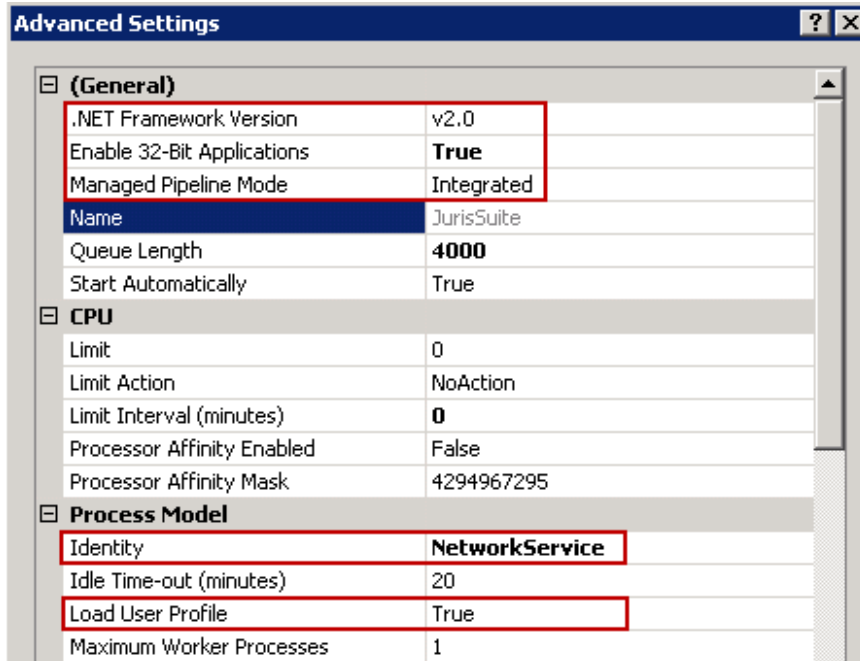 Advanced Settings
(General)
.NET Framework Version v2.0
Enable 32-Bit Applications True
Managed Pipeline Mode Integrated
Name JurisSuite
Queue Length 4000
Start Automatically True
CPU
Limit 0
Limit Action NoAction
Limit Interval (minutes) 0
Processor Affinity Enabled False
Processor Affinity Mask 4294967295
Process Model
Identity NetworkService
Idle Time-out (minutes) 20
Load User Profile True
Maximum Worker Processes 1